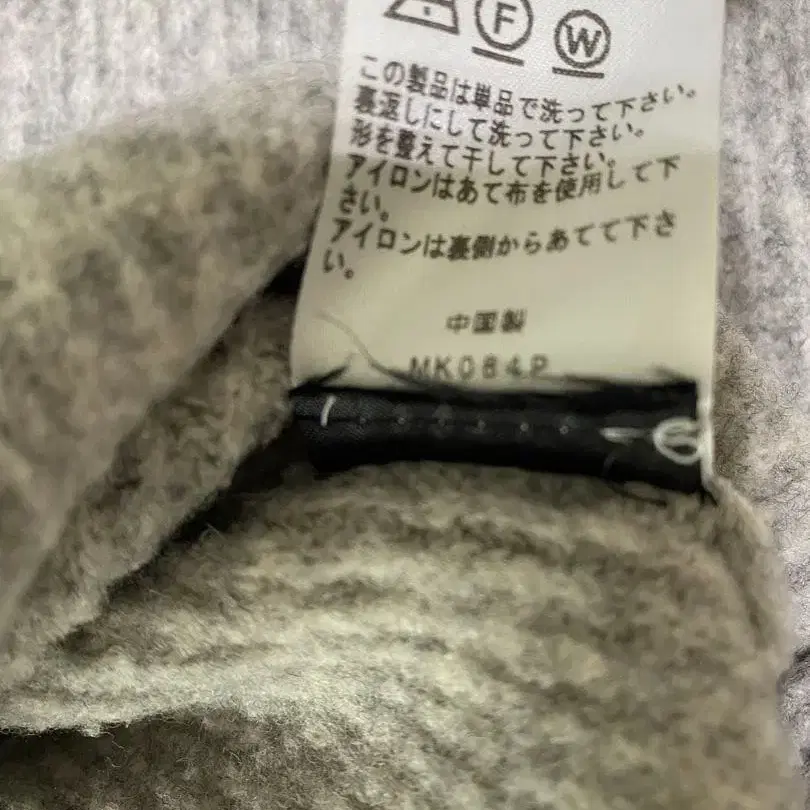 F W
この製品は単品で洗って下さい。
裏返しにして洗って下さい。
形を整えて干して下さい。
アイロンはあて布を使用して下
さい。
アイロンは裏側からあてて下さ
い。
中国製
MK084P